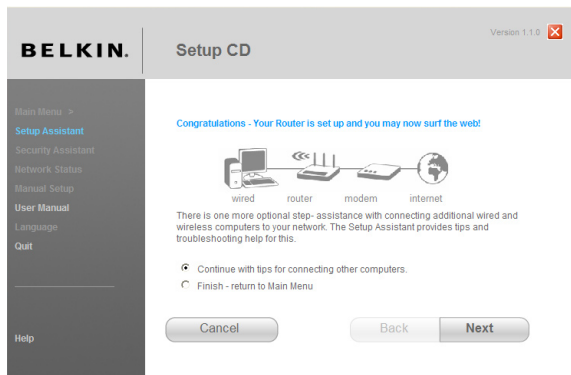 BELKIN.
Setup CD
Version 1.1.0
Main Menu >
Setup Assistant
Security Assistant
Network Status
Manual Setup
User Manual
Language
Quit
Help
Congratulations - Your Router is set up and you may now surf the web!
wired router modem internet
There is one more optional step- assistance with connecting additional wired and
wireless computers to your network. The Setup Assistant provides tips and
troubleshooting help for this.
Continue with tips for connecting other computers.
Finish - return to Main Menu
Cancel
Back
Next